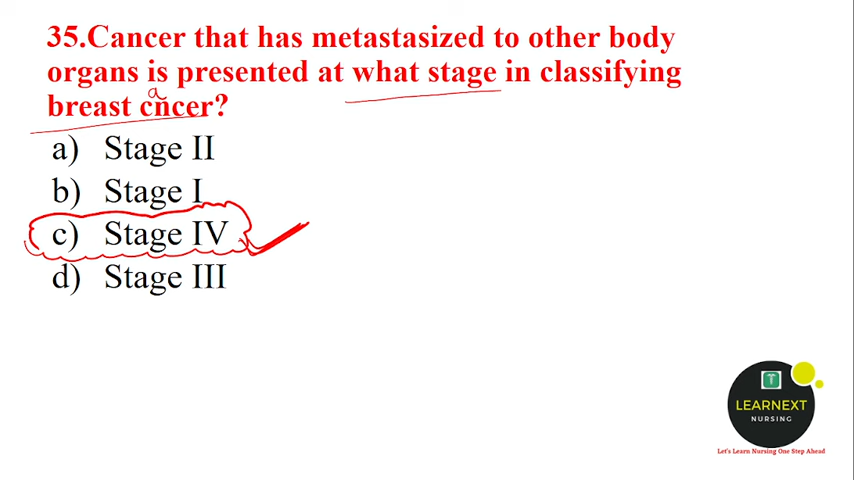 35.Cancer that has metastasized to other body
organs is presented at what stage in classifying
a
breast cncer?
a) Stage II
b) Stage I
c) Stage IV
d) Stage III
T
LEARNEXT
NURSING
Let's Learn Nursing One Step Ahead